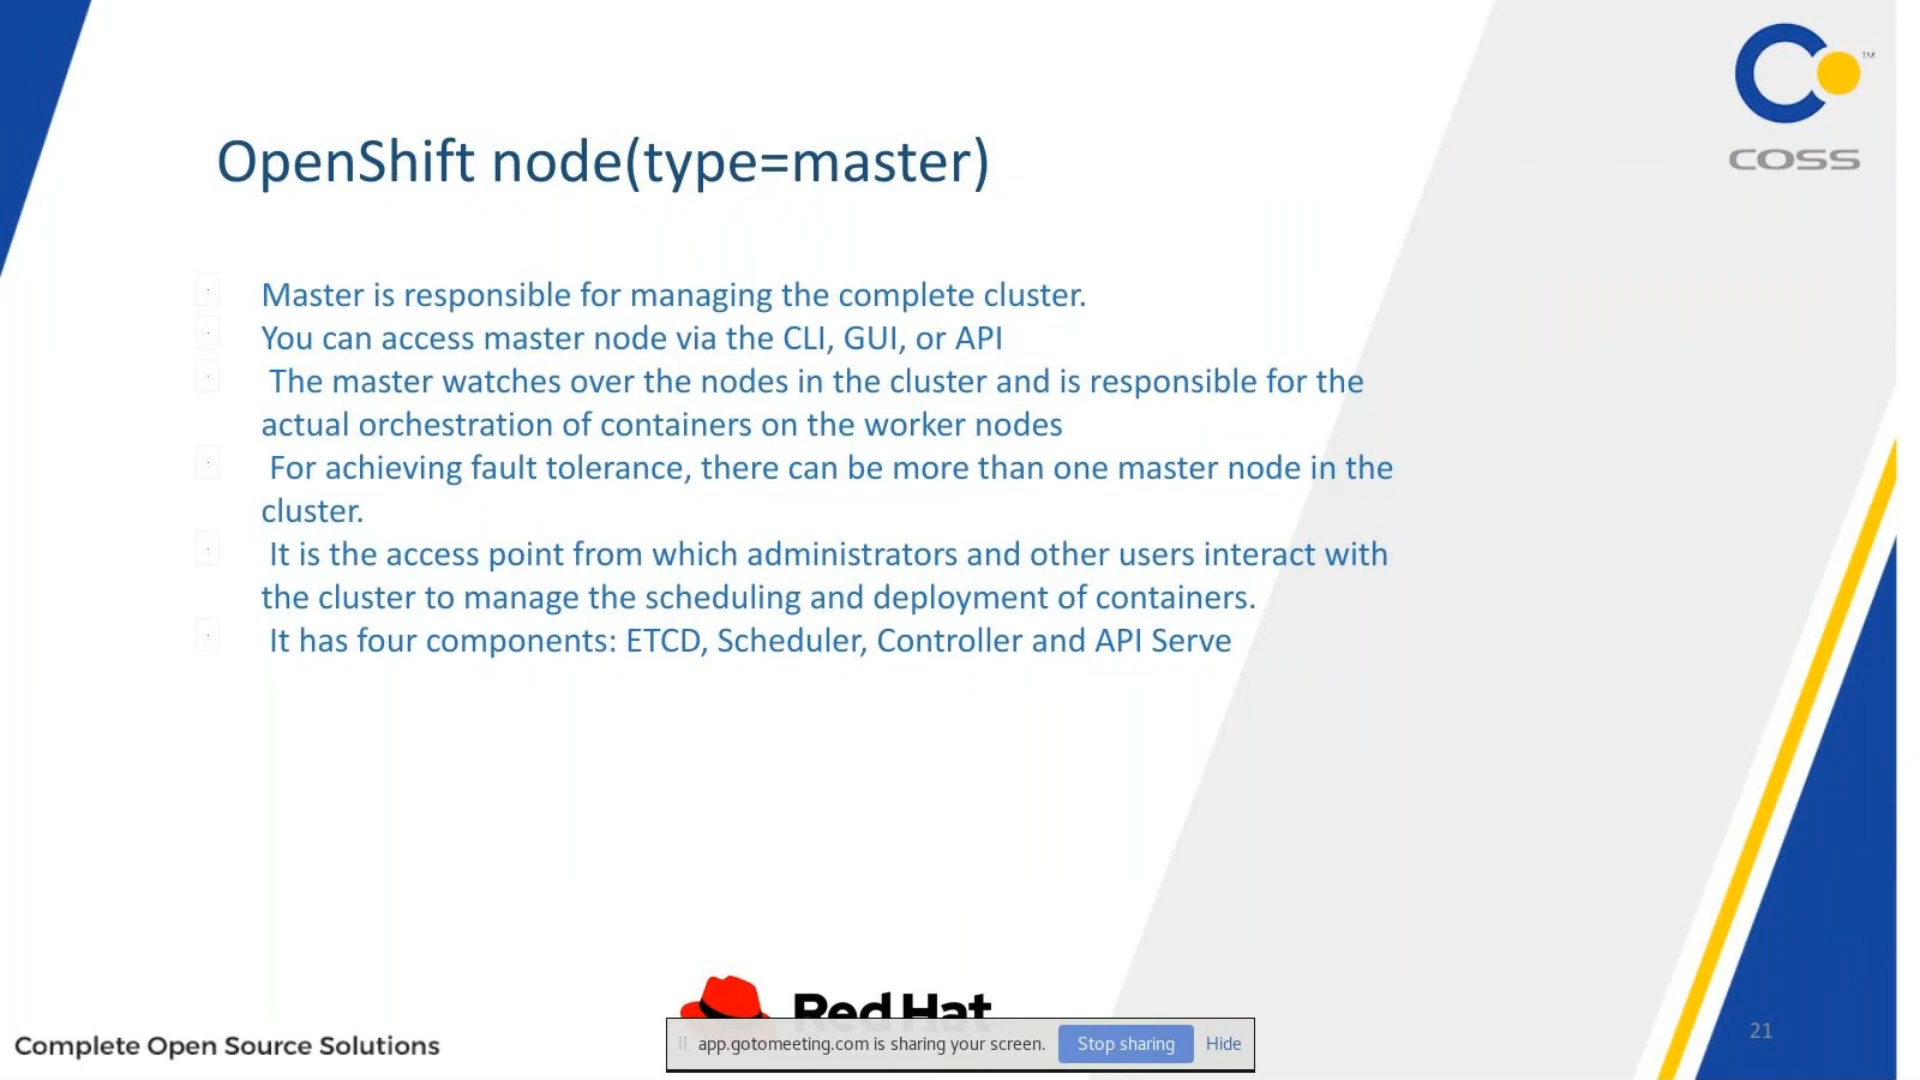 TM
COSS
OpenShift node(type=master)
Master is responsible for managing the complete cluster.
You can access master node via the CLI, GUI, or API
The master watches over the nodes in the cluster and is responsible for the
actual orchestration of containers on the worker nodes
For achieving fault tolerance, there can be more than one master node in the
cluster.
It is the access point from which administrators and other users interact with
the cluster to manage the scheduling and deployment of containers.
It has four components: ETCD, Scheduler, Controller and API Serve
Red Hat
Complete Open Source Solutions
app.gotomeeting.com is sharing your screen. Stop sharing Hide
21